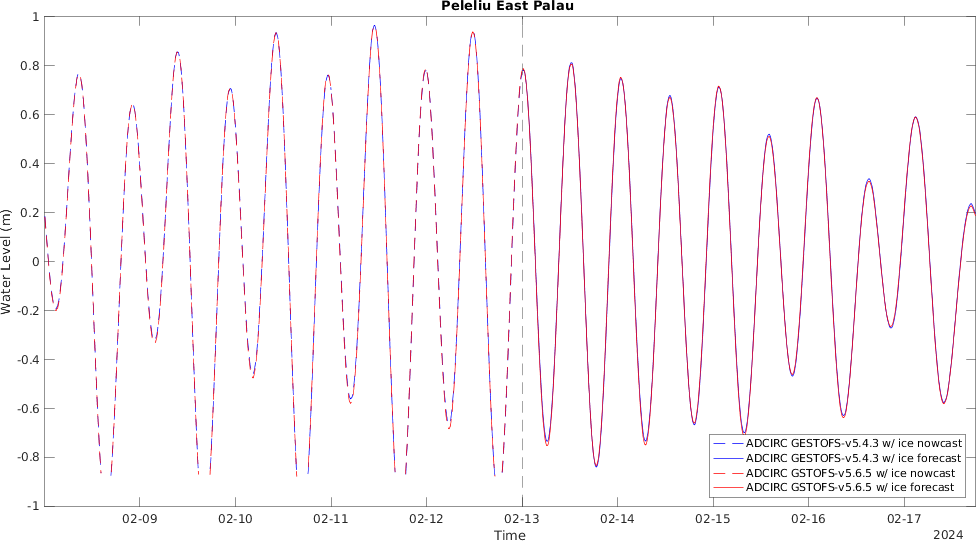 Peleliu East Palau
1
0.8
0.6
0.4
0.2
0
-0.2
-0.4
-0.6
-0.8
-1
Water Level (m)
ADCIRC GESTOFS-v5.4.3 w/ ice nowcast
ADCIRC GESTOFS-v5.4.3 w/ ice forecast
ADCIRC GSTOFS-v5.6.5 w/ ice nowcast
ADCIRC GSTOFS-v5.6.5 w/ ice forecast
02-09 02-10 02-11 02-12 02-13 02-14 02-15 02-16 02-17
Time
2024